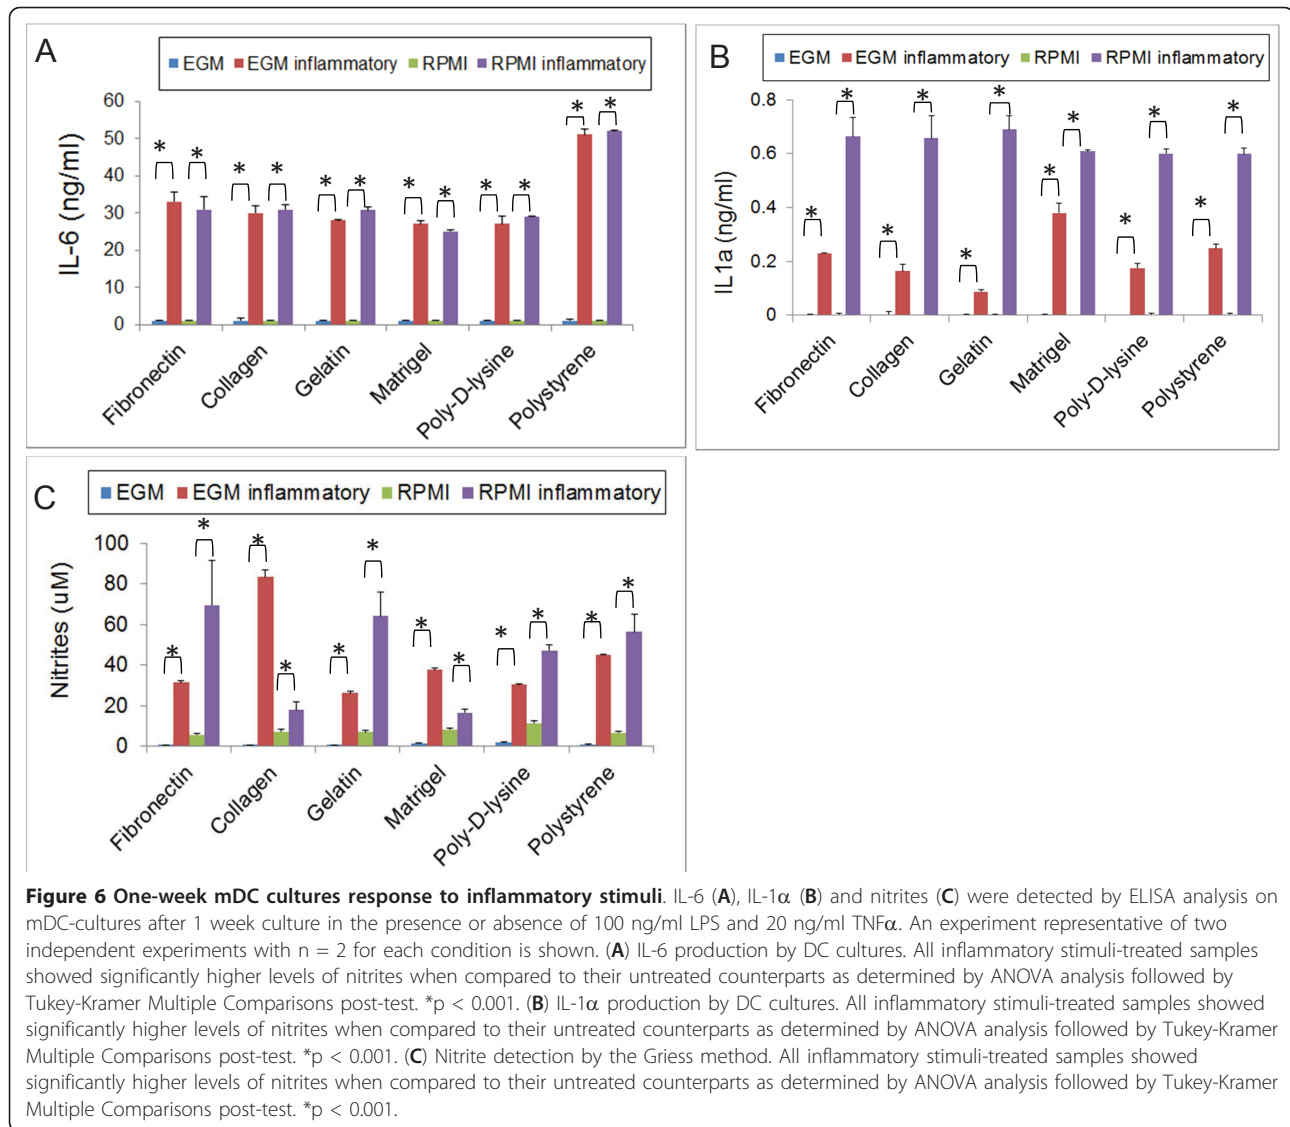 A
EGM EGM inflammatory RPMI RPMI inflammatory
IL-6 (ng/ml)
60
50
40
30
20
10
0
* * * * * * * * * * * *
Fibronectin
Collagen
Gelatin
Matrigel
Poly-D-lysine
Polystyrene
B
EGM EGM inflammatory RPMI RPMI inflammatory
IL1a (ng/ml)
0.8
0.6
0.4
0.2
0
* * * * * * * * * * * *
Fibronectin
Collagen
Gelatin
Matrigel
Poly-D-lysine
Polystyrene
C
EGM EGM inflammatory RPMI RPMI inflammatory
Nitrites (uM)
100
80
60
40
20
0
* * * * * * * * * * * *
Fibronectin
Collagen
Gelatin
Matrigel
Poly-D-lysine
Polystyrene
Figure 6 One-week mDC cultures response to inflammatory stimuli. IL-6 (A), IL-1α (B) and nitrites (C) were detected by ELISA analysis on
mDC-cultures after 1 week culture in the presence or absence of 100 ng/ml LPS and 20 ng/ml TNFα. An experiment representative of two
independent experiments with n = 2 for each condition is shown. (A) IL-6 production by DC cultures. All inflammatory stimuli-treated samples
showed significantly higher levels of nitrites when compared to their untreated counterparts as determined by ANOVA analysis followed by
Tukey-Kramer Multiple Comparisons post-test. *p < 0.001. (B) IL-1α production by DC cultures. All inflammatory stimuli-treated samples showed
significantly higher levels of nitrites when compared to their untreated counterparts as determined by ANOVA analysis followed by Tukey-Kramer
Multiple Comparisons post-test. *p < 0.001. (C) Nitrite detection by the Griess method. All inflammatory stimuli-treated samples showed
significantly higher levels of nitrites when compared to their untreated counterparts as determined by ANOVA analysis followed by Tukey-Kramer
Multiple Comparisons post-test. *p < 0.001.